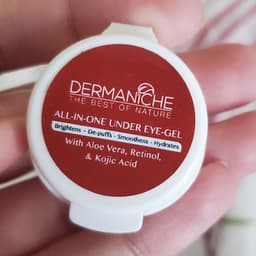 DERMANICHE
THE BEST OF NATURE
ALL-IN-ONE UNDER EYE-GEL
Brightens - De-puffs - Smoothens - Hydrates
With Aloe Vera, Retinol,
& Kojic Acid